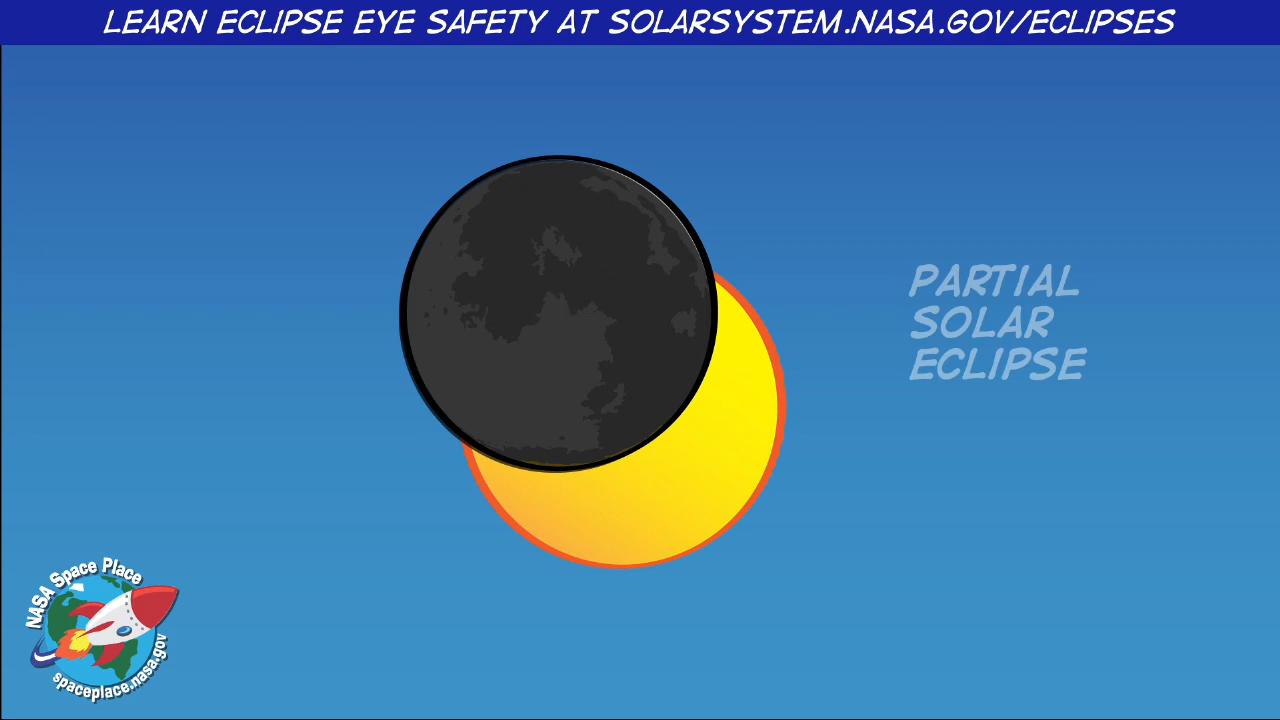 LEARN ECLIPSE EYE SAFETY AT SOLARSYSTEM.NASA.GOV/ECLIPSES
PARTIAL
SOLAR
ECLIPSE
NASA Space Place
spaceplace.nasa.gov